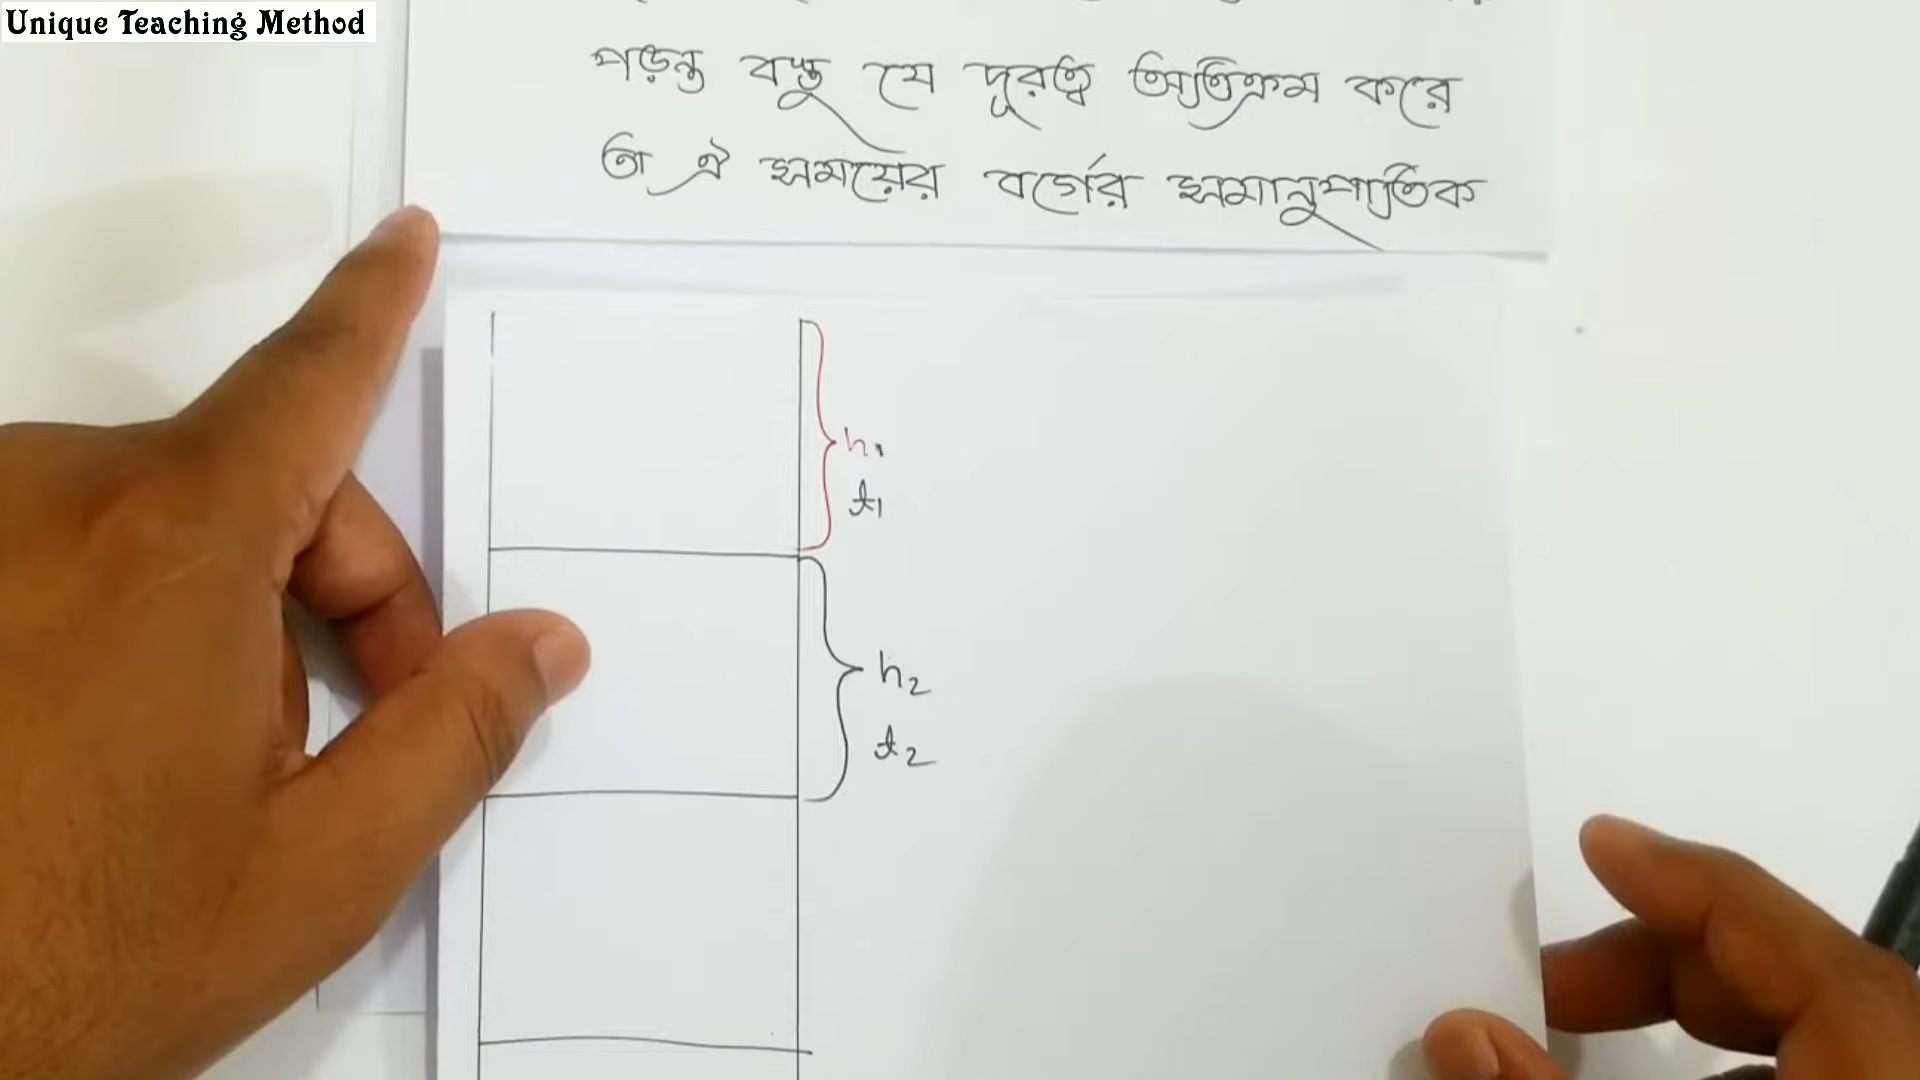 Unique Teaching Method
পড়ন্ত বস্তু যে দূরত্ব অতিক্রম করে
তা ঐ সময়ের বর্গের সমানুপাতিক
h1
t1
h2
t2